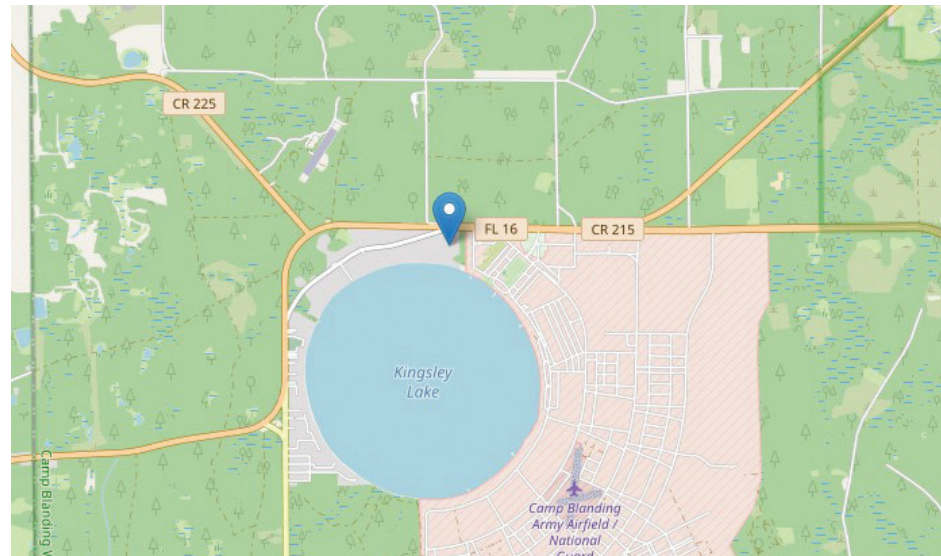 CR 225
FL 16
CR 215
Kingsley
Lake
Camp Blanding
Army Airfield /
National
Guard
Camp Blanding W